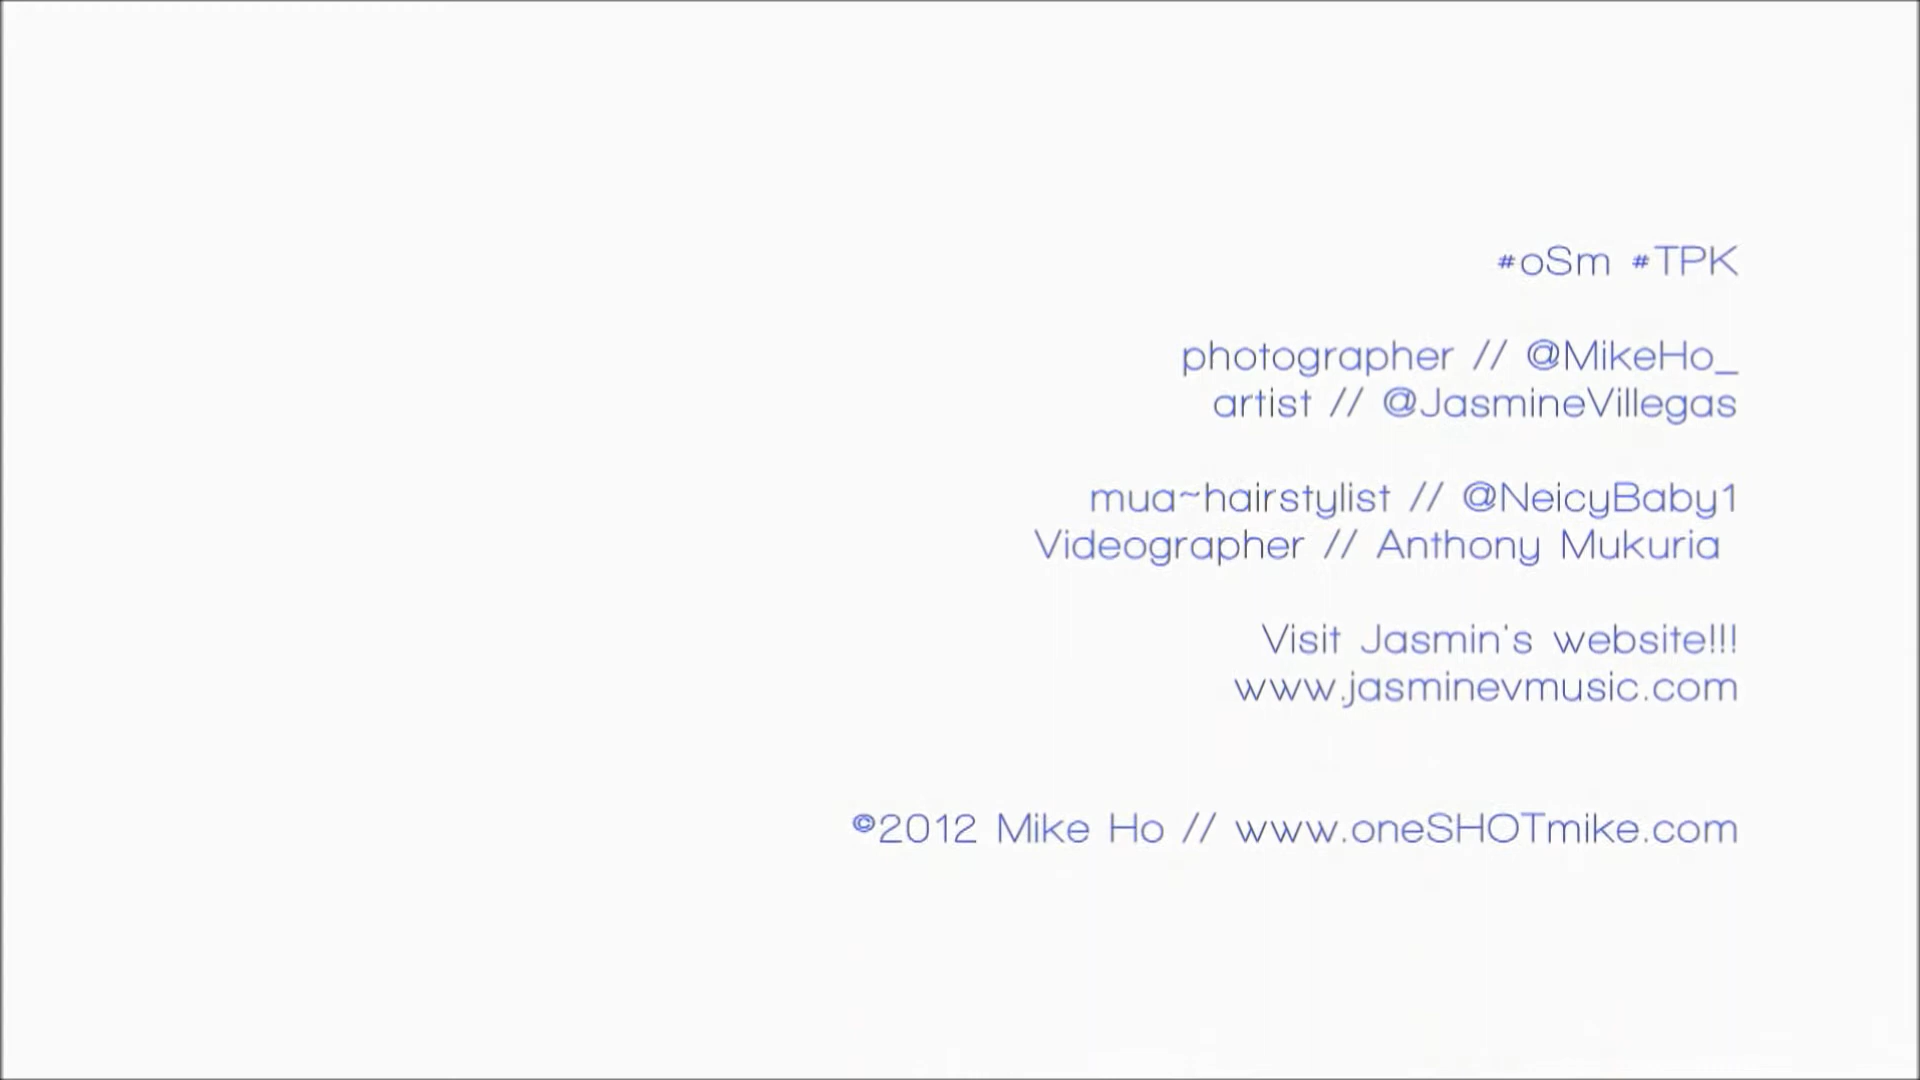 #oSm #TPK
photographer // @MikeHo_
artist // @JasmineVillegas
mua~hairstylist // @NeicyBaby1
Videographer // Anthony Mukuria
Visit Jasmin's website!!!
www.jasminevmusic.com
©2012 Mike Ho // www.oneSHOTmike.com